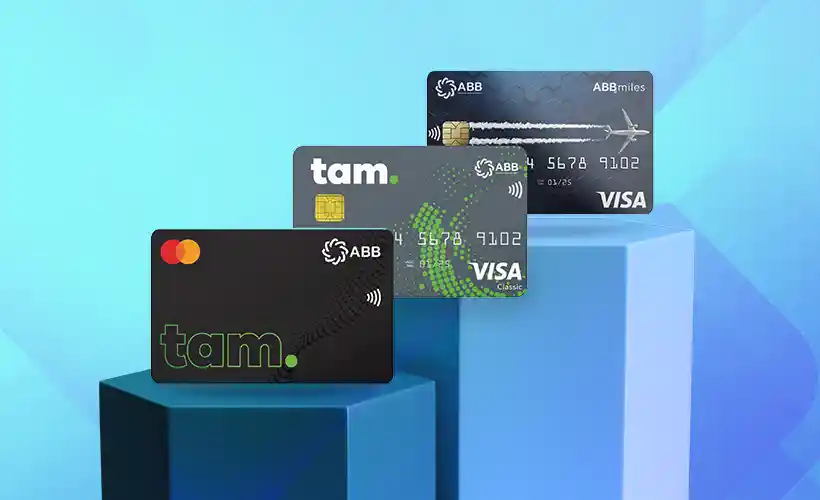 ABB
ABBmiles
4 5678 9102
01/25
VISA
tam.
ABB
4 5678 9102
01/25
VISA
Classic
ABB
tam.